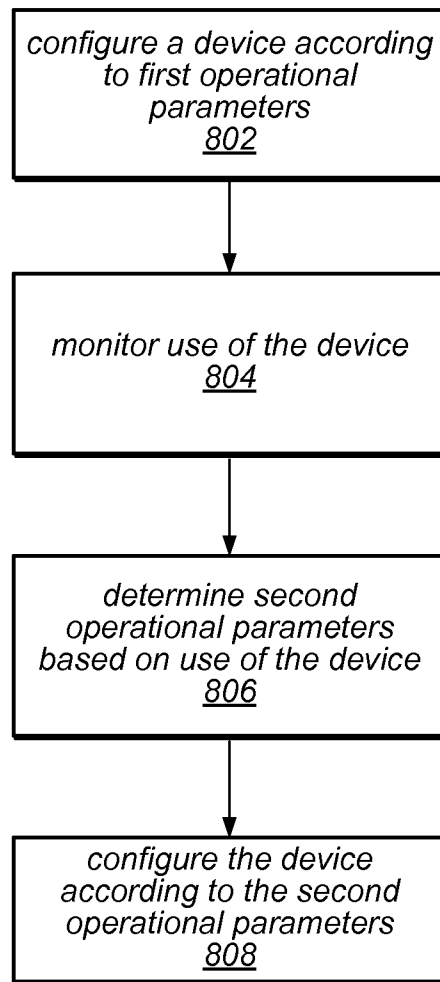 configure a device according
to first operational
parameters
802
monitor use of the device
804
determine second
operational parameters
based on use of the device
806
configure the device
according to the second
operational parameters
808